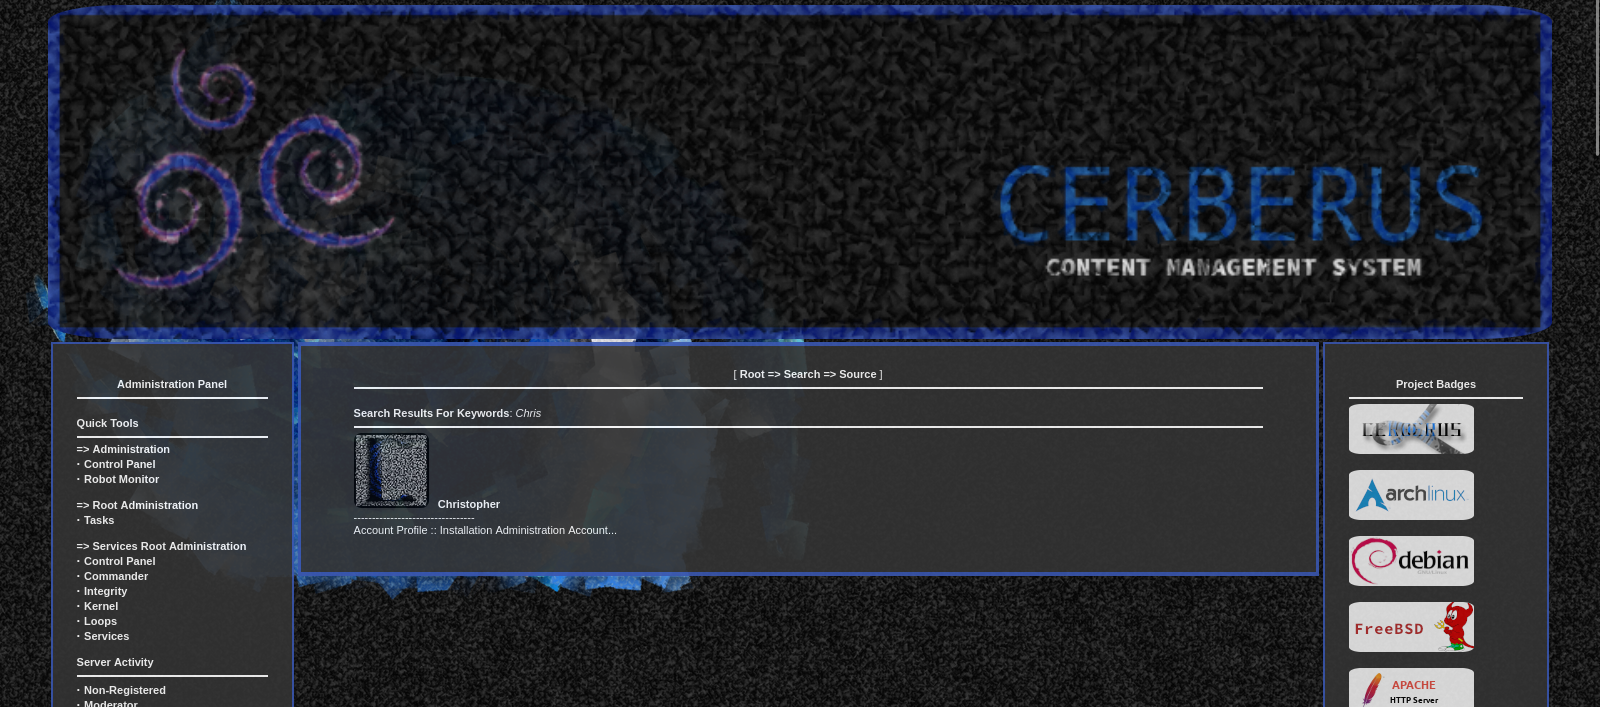 CERBERUS
CONTENT MANAGEMENT SYSTEM
Administration Panel
Quick Tools
=> Administration
· Control Panel
· Robot Monitor
=> Root Administration
· Tasks
=> Services Root Administration
· Control Panel
· Commander
· Integrity
· Kernel
· Loops
· Services
Server Activity
· Non-Registered
· Moderator
[ Root => Search => Source ]
Search Results For Keywords: Chris
Christopher
---------------------------------
Account Profile :: Installation Administration Account...
Project Badges
CERBERUS
archlinux
debian
FreeBSD
APACHE
HTTP Server